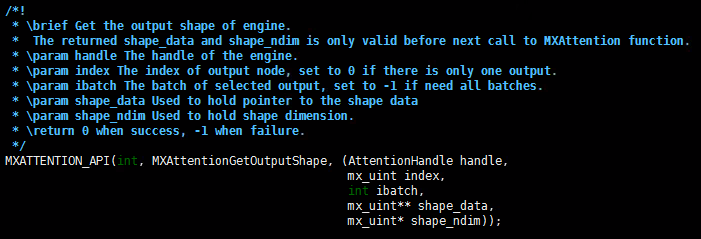 /*!
 * \brief Get the output shape of engine.
 *  The returned shape_data and shape_ndim is only valid before next call to MXAttention function.
 * \param handle The handle of the engine.
 * \param index The index of output node, set to 0 if there is only one output.
 * \param ibatch The batch of selected output, set to -1 if need all batches.
 * \param shape_data Used to hold pointer to the shape data
 * \param shape_ndim Used to hold shape dimension.
 * \return 0 when success, -1 when failure.
 */
MXATTENTION_API(int, MXAttentionGetOutputShape, (AttentionHandle handle,
                                                 mx_uint index,
                                                 int ibatch,
                                                 mx_uint** shape_data,
                                                 mx_uint* shape_ndim));